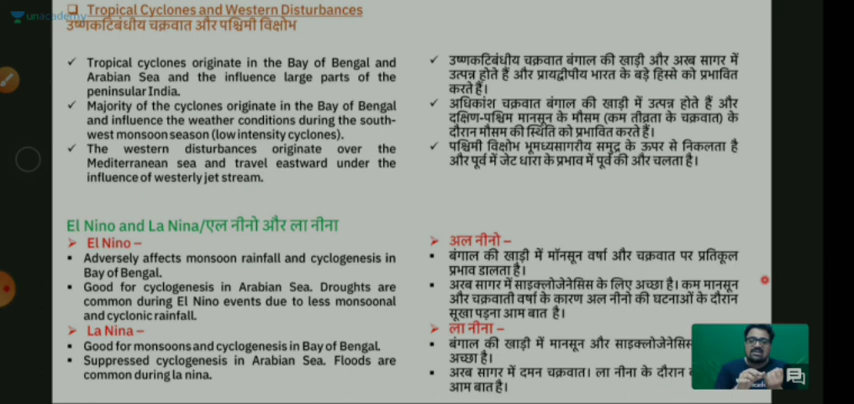 ❑ Tropical Cyclones and Western Disturbances
unacademy
उष्णकटिबंधीय चक्रवात और पश्चिमी विक्षोभ
✓ Tropical cyclones originate in the Bay of Bengal and
Arabian Sea and the influence large parts of the
peninsular India.
✓ Majority of the cyclones originate in the Bay of Bengal
and influence the weather conditions during the south-
west monsoon season (low intensity cyclones).
✓ The western disturbances originate over the
Mediterranean sea and travel eastward under the
influence of westerly jet stream.
✓ उष्णकटिबंधीय चक्रवात बंगाल की खाड़ी और अरब सागर में
उत्पन्न होते हैं और प्रायद्वीपीय भारत के बड़े हिस्से को प्रभावित
करते हैं।
✓ अधिकांश चक्रवात बंगाल की खाड़ी में उत्पन्न होते हैं और
दक्षिण-पश्चिम मानसून के मौसम (कम तीव्रता के चक्रवात) के
दौरान मौसम की स्थिति को प्रभावित करते हैं।
✓ पश्चिमी विक्षोभ भूमध्यसागरीय समुद्र के ऊपर से निकलता है
और पूर्व में जेट धारा के प्रभाव में पूर्व की और चलता है।
El Nino and La Nina/एल नीनो और ला नीना
➢ El Nino –
▪ Adversely affects monsoon rainfall and cyclogenesis in
Bay of Bengal.
▪ Good for cyclogenesis in Arabian Sea. Droughts are
common during El Nino events due to less monsoonal
and cyclonic rainfall.
➢ La Nina –
▪ Good for monsoons and cyclogenesis in Bay of Bengal.
▪ Suppressed cyclogenesis in Arabian Sea. Floods are
common during la nina.
➢ अल नीनो –
▪ बंगाल की खाड़ी में मॉनसून वर्षा और चक्रवात पर प्रतिकूल
प्रभाव डालता है।
▪ अरब सागर में साइक्लोजेनेसिस के लिए अच्छा है। कम मानसून
और चक्रवाती वर्षा के कारण अल नीनो की घटनाओं के दौरान
सूखा पड़ना आम बात है।
➢ ला नीना –
▪ बंगाल की खाड़ी में मानसून और साइक्लोजेनेसिस
अच्छा है।
▪ अरब सागर में दमन चक्रवात। ला नीना के दौरान
आम बात है।